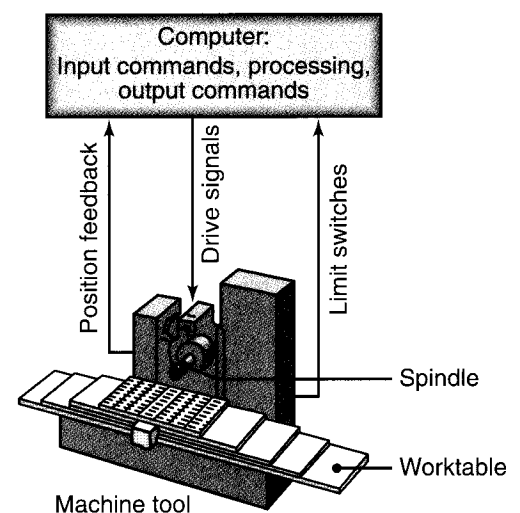 Computer:
Input commands, processing,
output commands
Position feedback
Drive signals
Limit switches
Spindle
Worktable
Machine tool